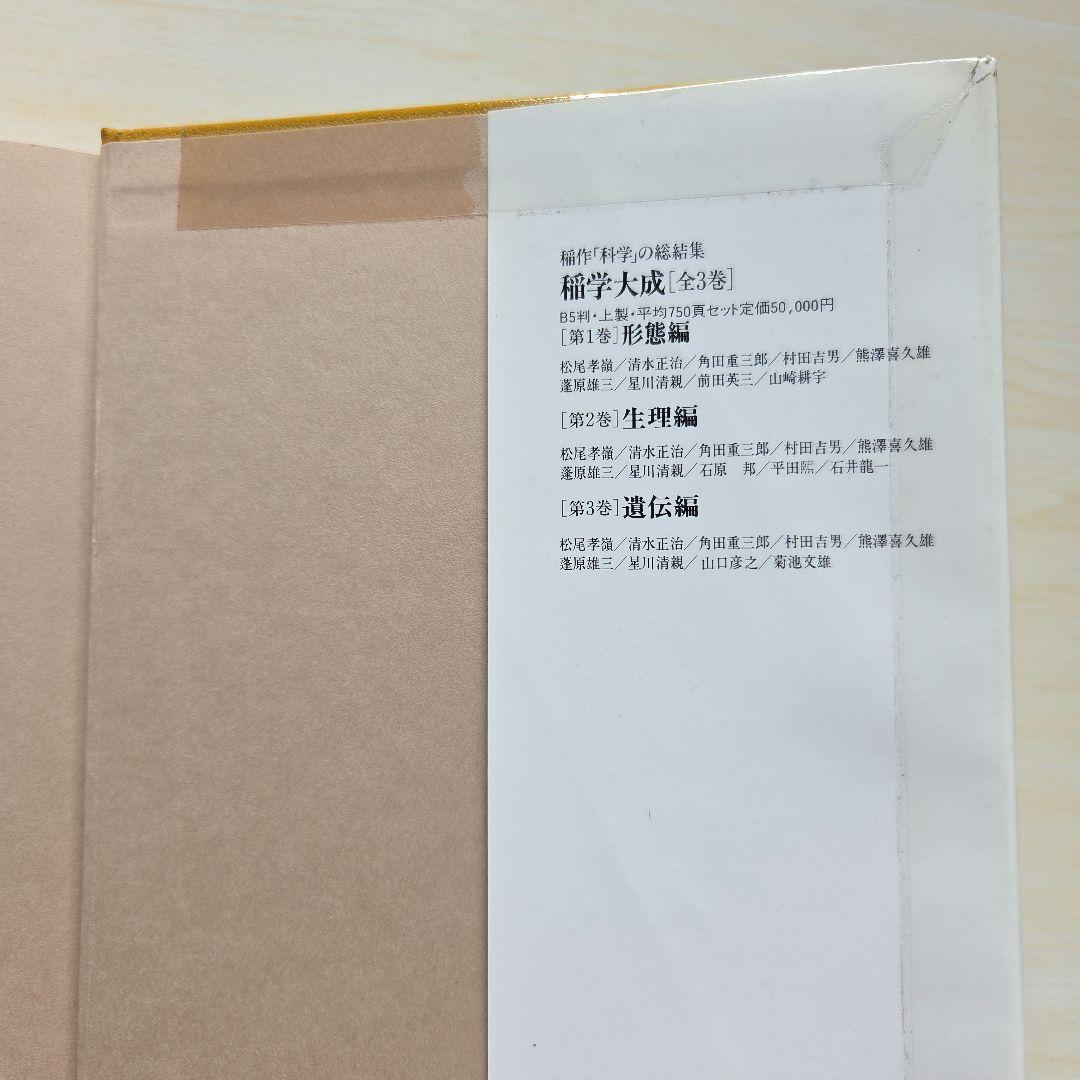 稲作「科学」の総結集
稲学大成[全3巻]
B5判・上製・平均750頁セット定価50,000円
[第1巻]形態編
松尾孝嶺／清水正治／角田重三郎／村田吉男／熊澤喜久雄
蓬原雄三／星川清親／前田英三／山崎耕宇
[第2巻]生理編
松尾孝嶺／清水正治／角田重三郎／村田吉男／熊澤喜久雄
蓬原雄三／星川清親／石原　邦／平田熙／石井龍一
[第3巻]遺伝編
松尾孝嶺／清水正治／角田重三郎／村田吉男／熊澤喜久雄
蓬原雄三／星川清親／山口彦之／菊池文雄